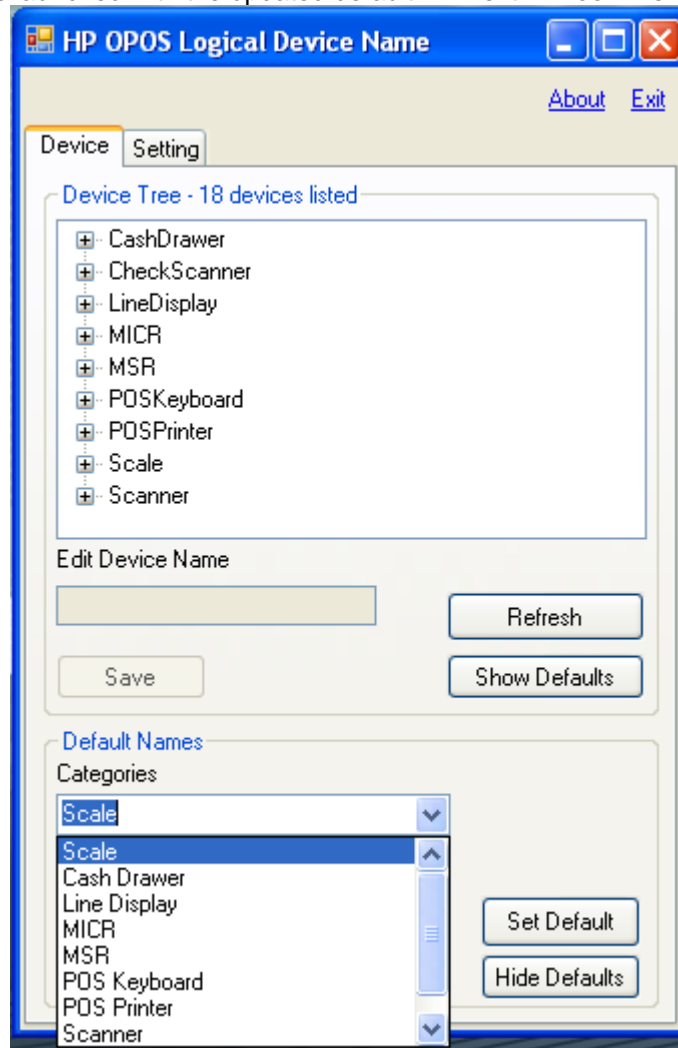 HP OPOS Logical Device Name
About Exit
Device Setting
Device Tree - 18 devices listed
CashDrawer
CheckScanner
LineDisplay
MICR
MSR
POSKeyboard
POSPrinter
Scale
Scanner
Edit Device Name
Refresh
Save Show Defaults
Default Names
Categories
Scale
Scale
Cash Drawer
Line Display
MICR
MSR
POS Keyboard
POS Printer
Scanner
Set Default
Hide Defaults